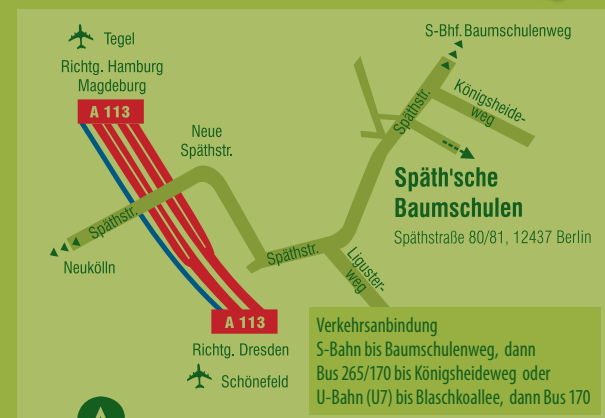 Tegel
Richtg. Hamburg
Magdeburg
A 113
Neue
Späthstr.
Späthstr.
Neukölln
A 113
Richtg. Dresden
Schönefeld
S-Bhf. Baumschulenweg
Königsheide-
weg
Späthstr.
Späth'sche
Baumschulen
Späthstraße 80/81, 12437 Berlin
Späthstr.
Liguster-
weg
Verkehrsanbindung
S-Bahn bis Baumschulenweg, dann
Bus 265/170 bis Königsheideweg oder
U-Bahn (U7) bis Blaschkoallee, dann Bus 170